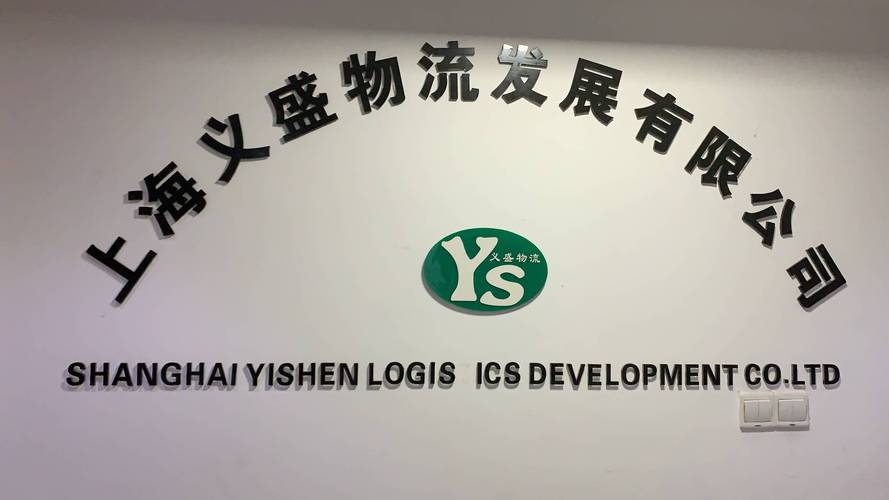 上海义盛物流发展有限公司
YS
义盛物流
SHANGHAI YISHEN LOGIS ICS DEVELOPMENT CO.LTD